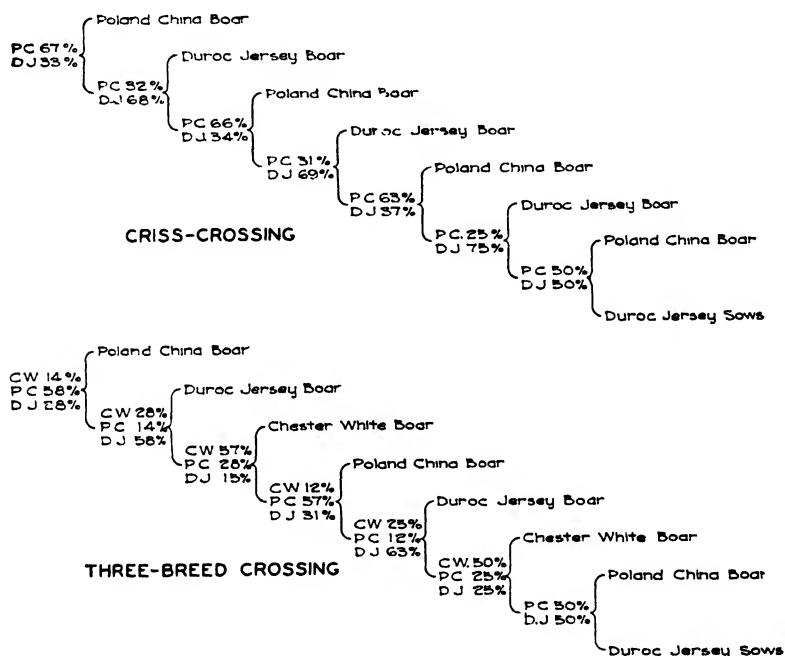 Poland China Boar
PC 67%
DJ 33%
Duroc Jersey Boar
PC 32%
DJ 68%
Poland China Boar
PC 66%
DJ 34%
Duroc Jersey Boar
PC 31%
DJ 69%
Poland China Boar
PC 63%
DJ 37%
Duroc Jersey Boar
CRISS-CROSSING
PC 25%
DJ 75%
Poland China Boar
PC 50%
DJ 50%
Duroc Jersey Sows
Poland China Boar
CW 14%
PC 58%
DJ 28%
Duroc Jersey Boar
CW 28%
PC 14%
DJ 58%
Chester White Boar
CW 57%
PC 28%
DJ 15%
Poland China Boar
CW 12%
PC 57%
DJ 31%
Duroc Jersey Boar
CW 25%
PC 12%
DJ 63%
Chester White Boar
CW. 50%
PC 25%
DJ 25%
THREE-BREED CROSSING
Poland China Boar
PC 50%
DJ 50%
Duroc Jersey Sows